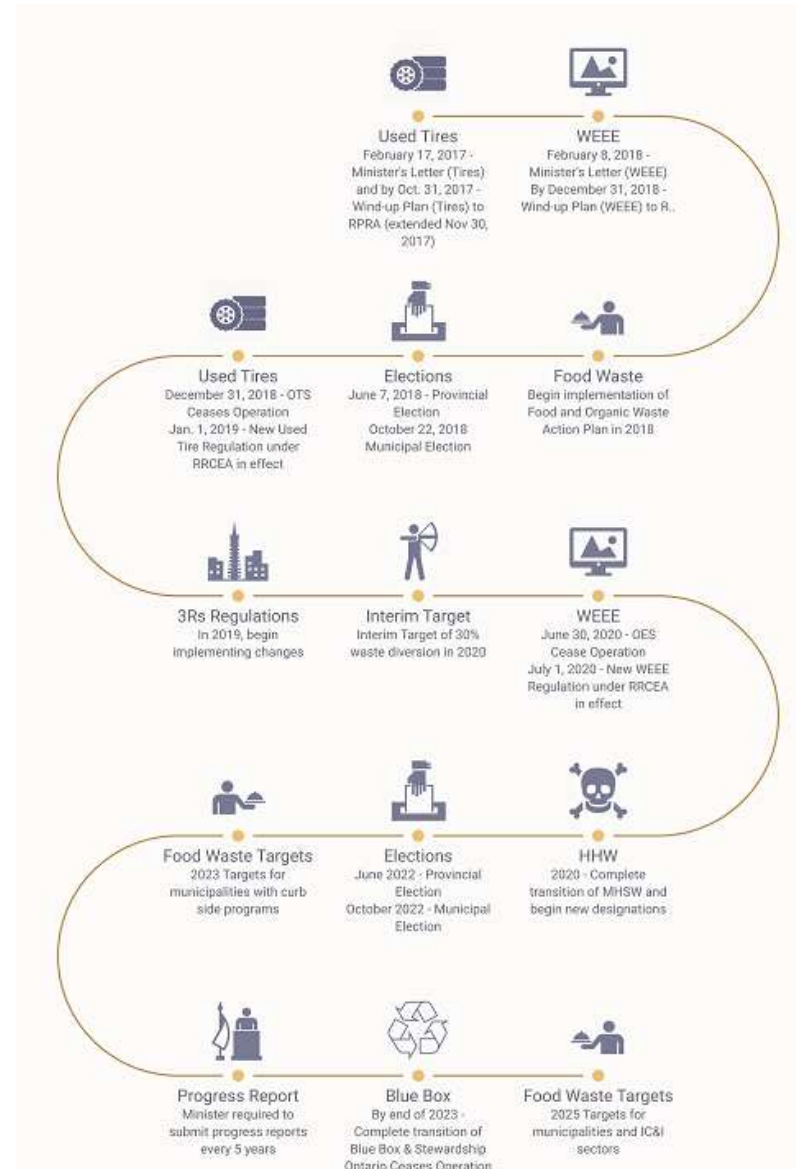 Used Tires
February 17, 2017 -
Minister's Letter (Tires)
and by Oct. 31, 2017 -
Wind-up Plan (Tires) to
RPRA (extended Nov 30,
2017)
WEEE
February 8, 2018 -
Minister's Letter (WEEE)
By December 31, 2018 -
Wind-up Plan (WEEE) to R..
Used Tires
December 31, 2018 - OTS
Ceases Operation
Jan. 1, 2019 - New Used
Tire Regulation under
RRCEA in effect
Elections
June 7, 2018 - Provincial
Election
October 22, 2018
Municipal Election
Food Waste
Begin implementation of
Food and Organic Waste
Action Plan in 2018
3Rs Regulations
In 2019, begin
implementing changes
Interim Target
Interim Target of 30%
waste diversion in 2020
WEEE
June 30, 2020 - OES
Cease Operation
July 1, 2020 - New WEEE
Regulation under RRCEA
in effect
Food Waste Targets
2023 Targets for
municipalities with curb
side programs
Elections
June 2022 - Provincial
Election
October 2022 - Municipal
Election
HHW
2020 - Complete
transition of MHSW and
begin new designations
Progress Report
Minister required to
submit progress reports
every 5 years
Blue Box
By end of 2023 -
Complete transition of
Blue Box & Stewardship
Ontario Ceases Operation
Food Waste Targets
2025 Targets for
municipalities and IC&I
sectors